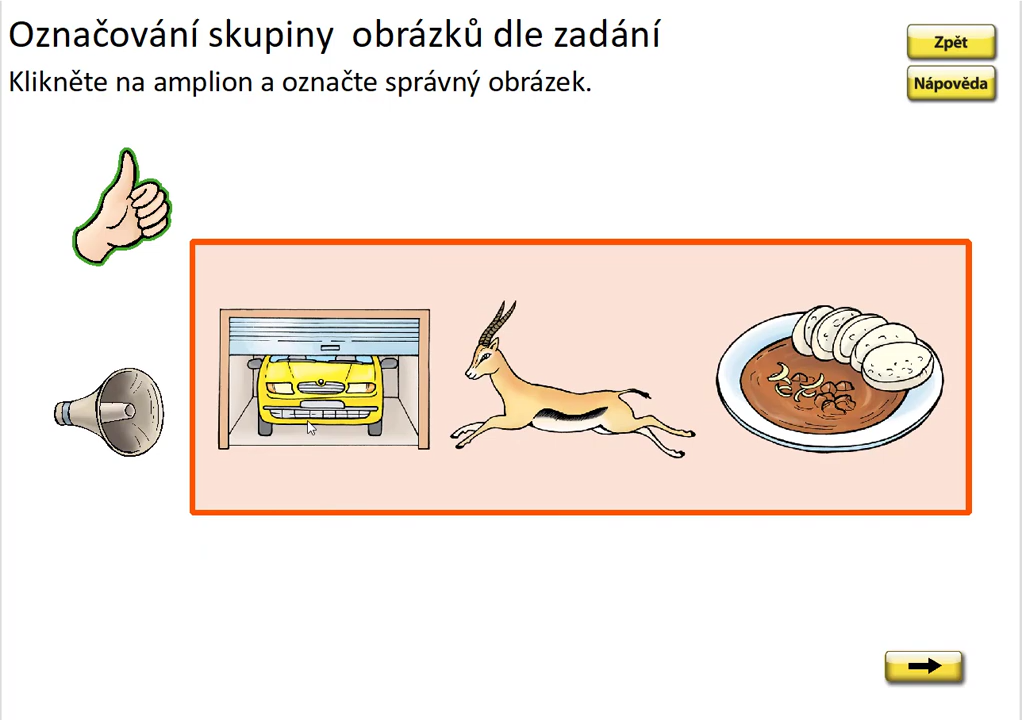 Označování skupiny  obrázků dle zadání
Klikněte na amplion a označte správný obrázek.
Zpět
Nápověda